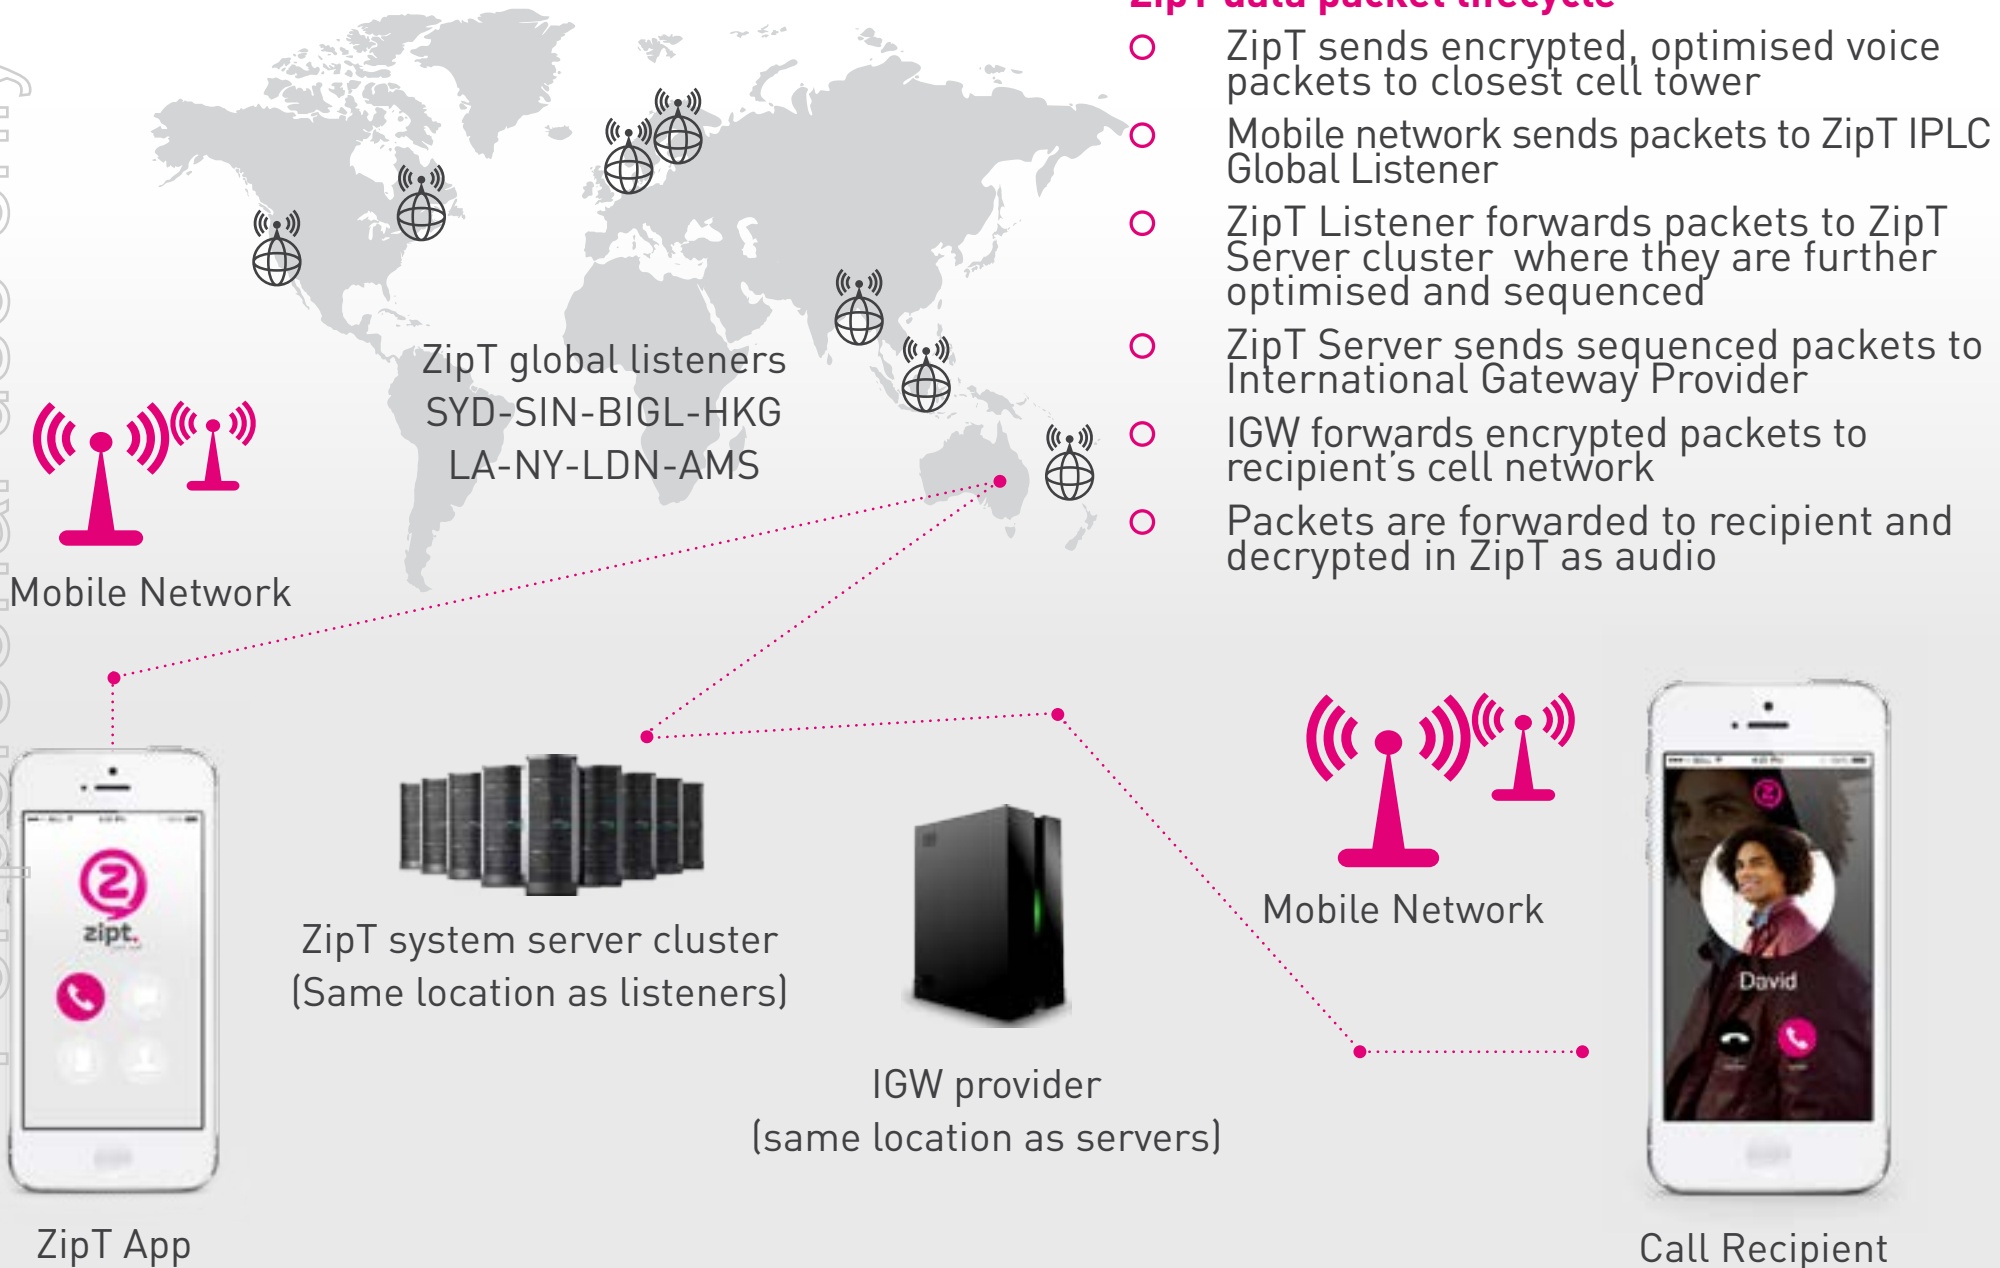 ZipT data packet lifecycle
ZipT sends encrypted, optimised voice
packets to closest cell tower
Mobile network sends packets to ZipT IPLC
Global Listener
ZipT Listener forwards packets to ZipT
Server cluster where they are further
optimised and sequenced
ZipT Server sends sequenced packets to
International Gateway Provider
IGW forwards encrypted packets to
recipient's cell network
Packets are forwarded to recipient and
decrypted in ZipT as audio
ZipT global listeners
SYD-SIN-BIGL-HKG
LA-NY-LDN-AMS
Mobile Network
zipt.
ZipT App
ZipT system server cluster
(Same location as listeners)
IGW provider
(same location as servers)
Mobile Network
David
Call Recipient